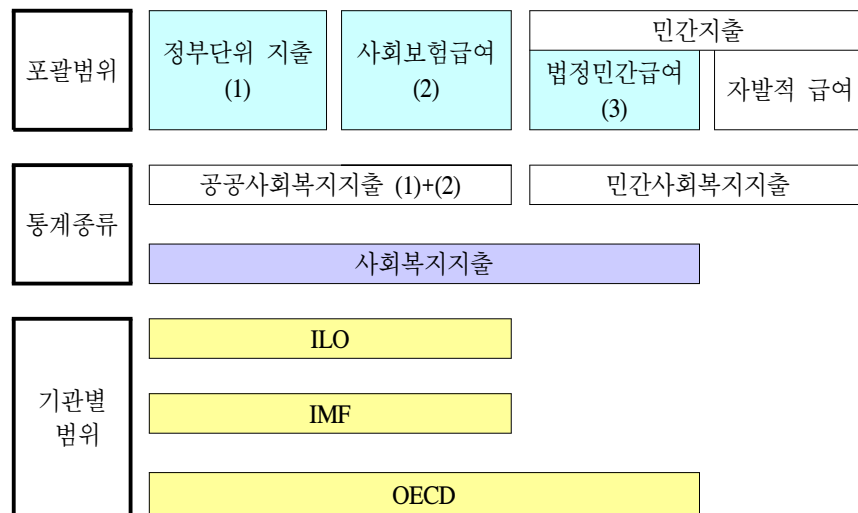 포괄범위
정부단위 지출
(1)
사회보험급여
(2)
민간지출
법정민간급여
(3)
자발적 급여
통계종류
공공사회복지지출 (1)+(2)
민간사회복지지출
사회복지지출
기관별
범위
ILO
IMF
OECD